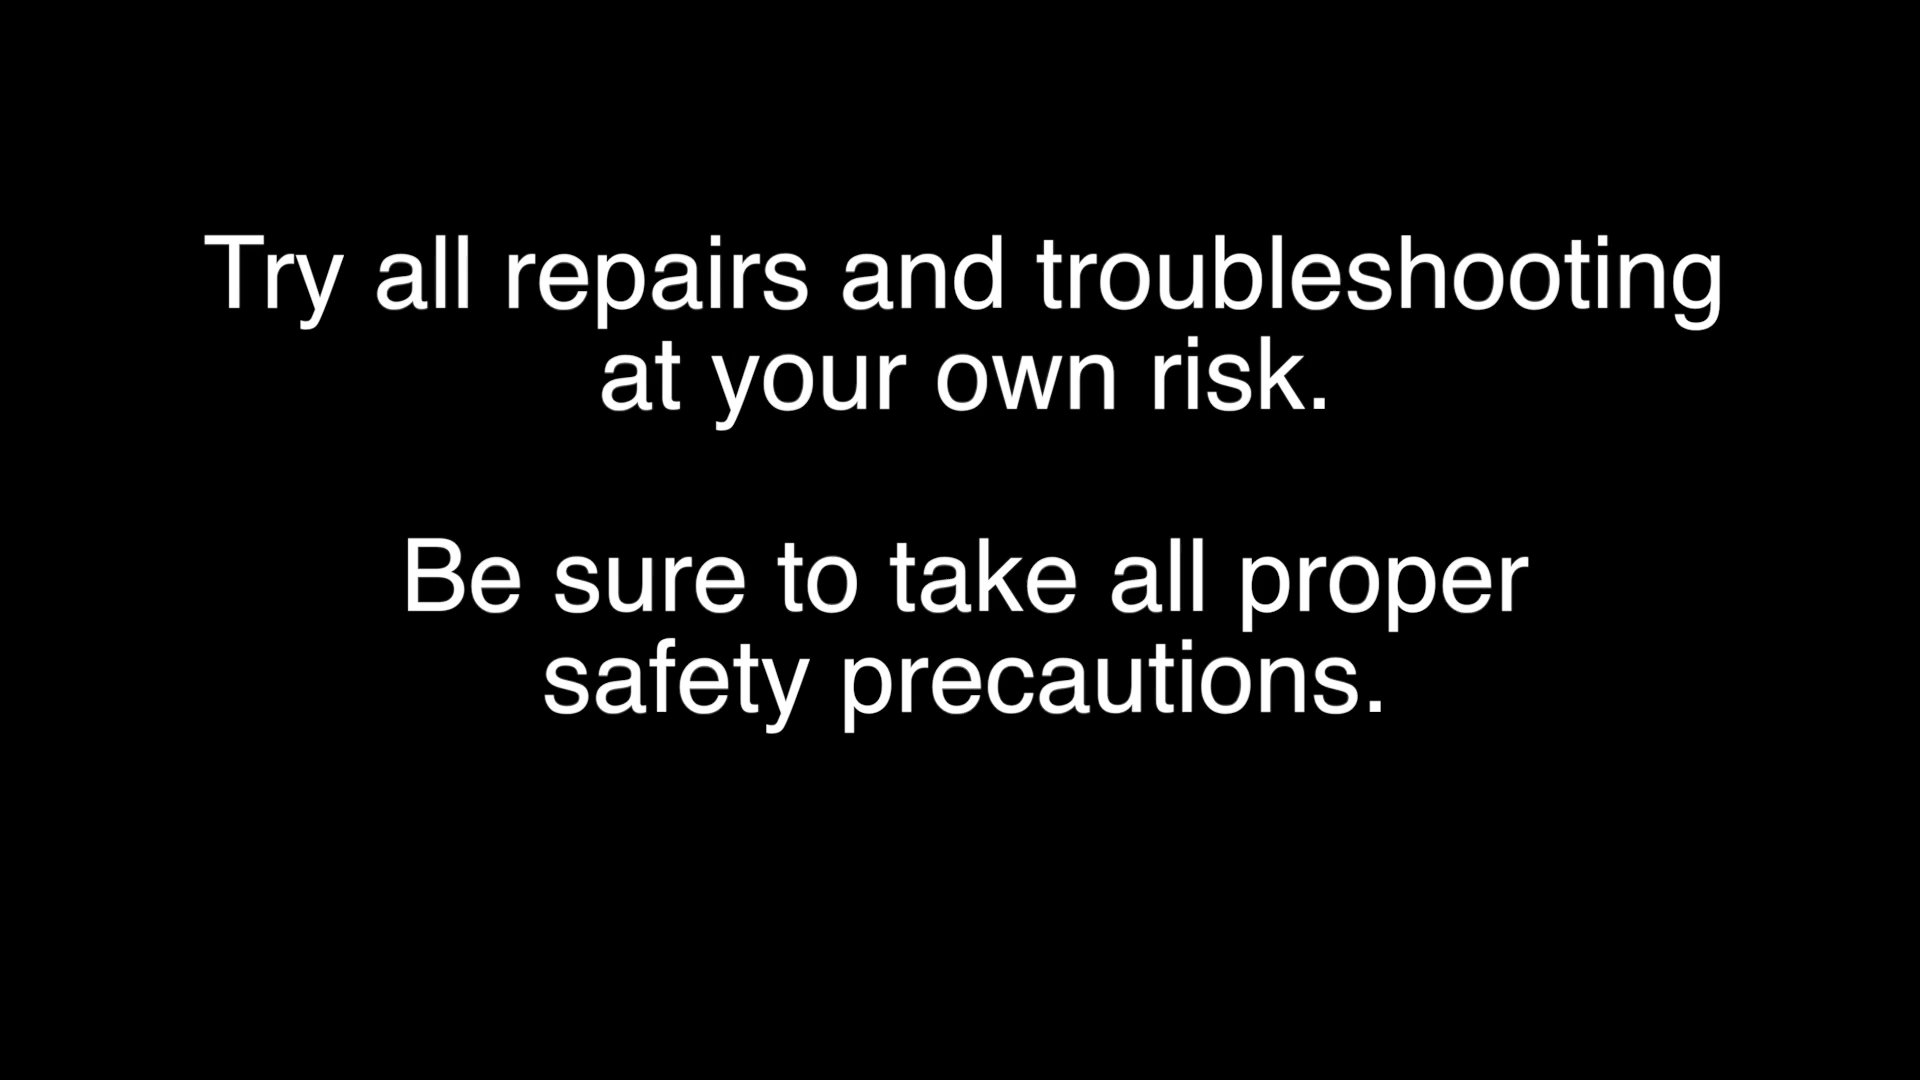 Try all repairs and troubleshooting
at your own risk.
Be sure to take all proper
safety precautions.